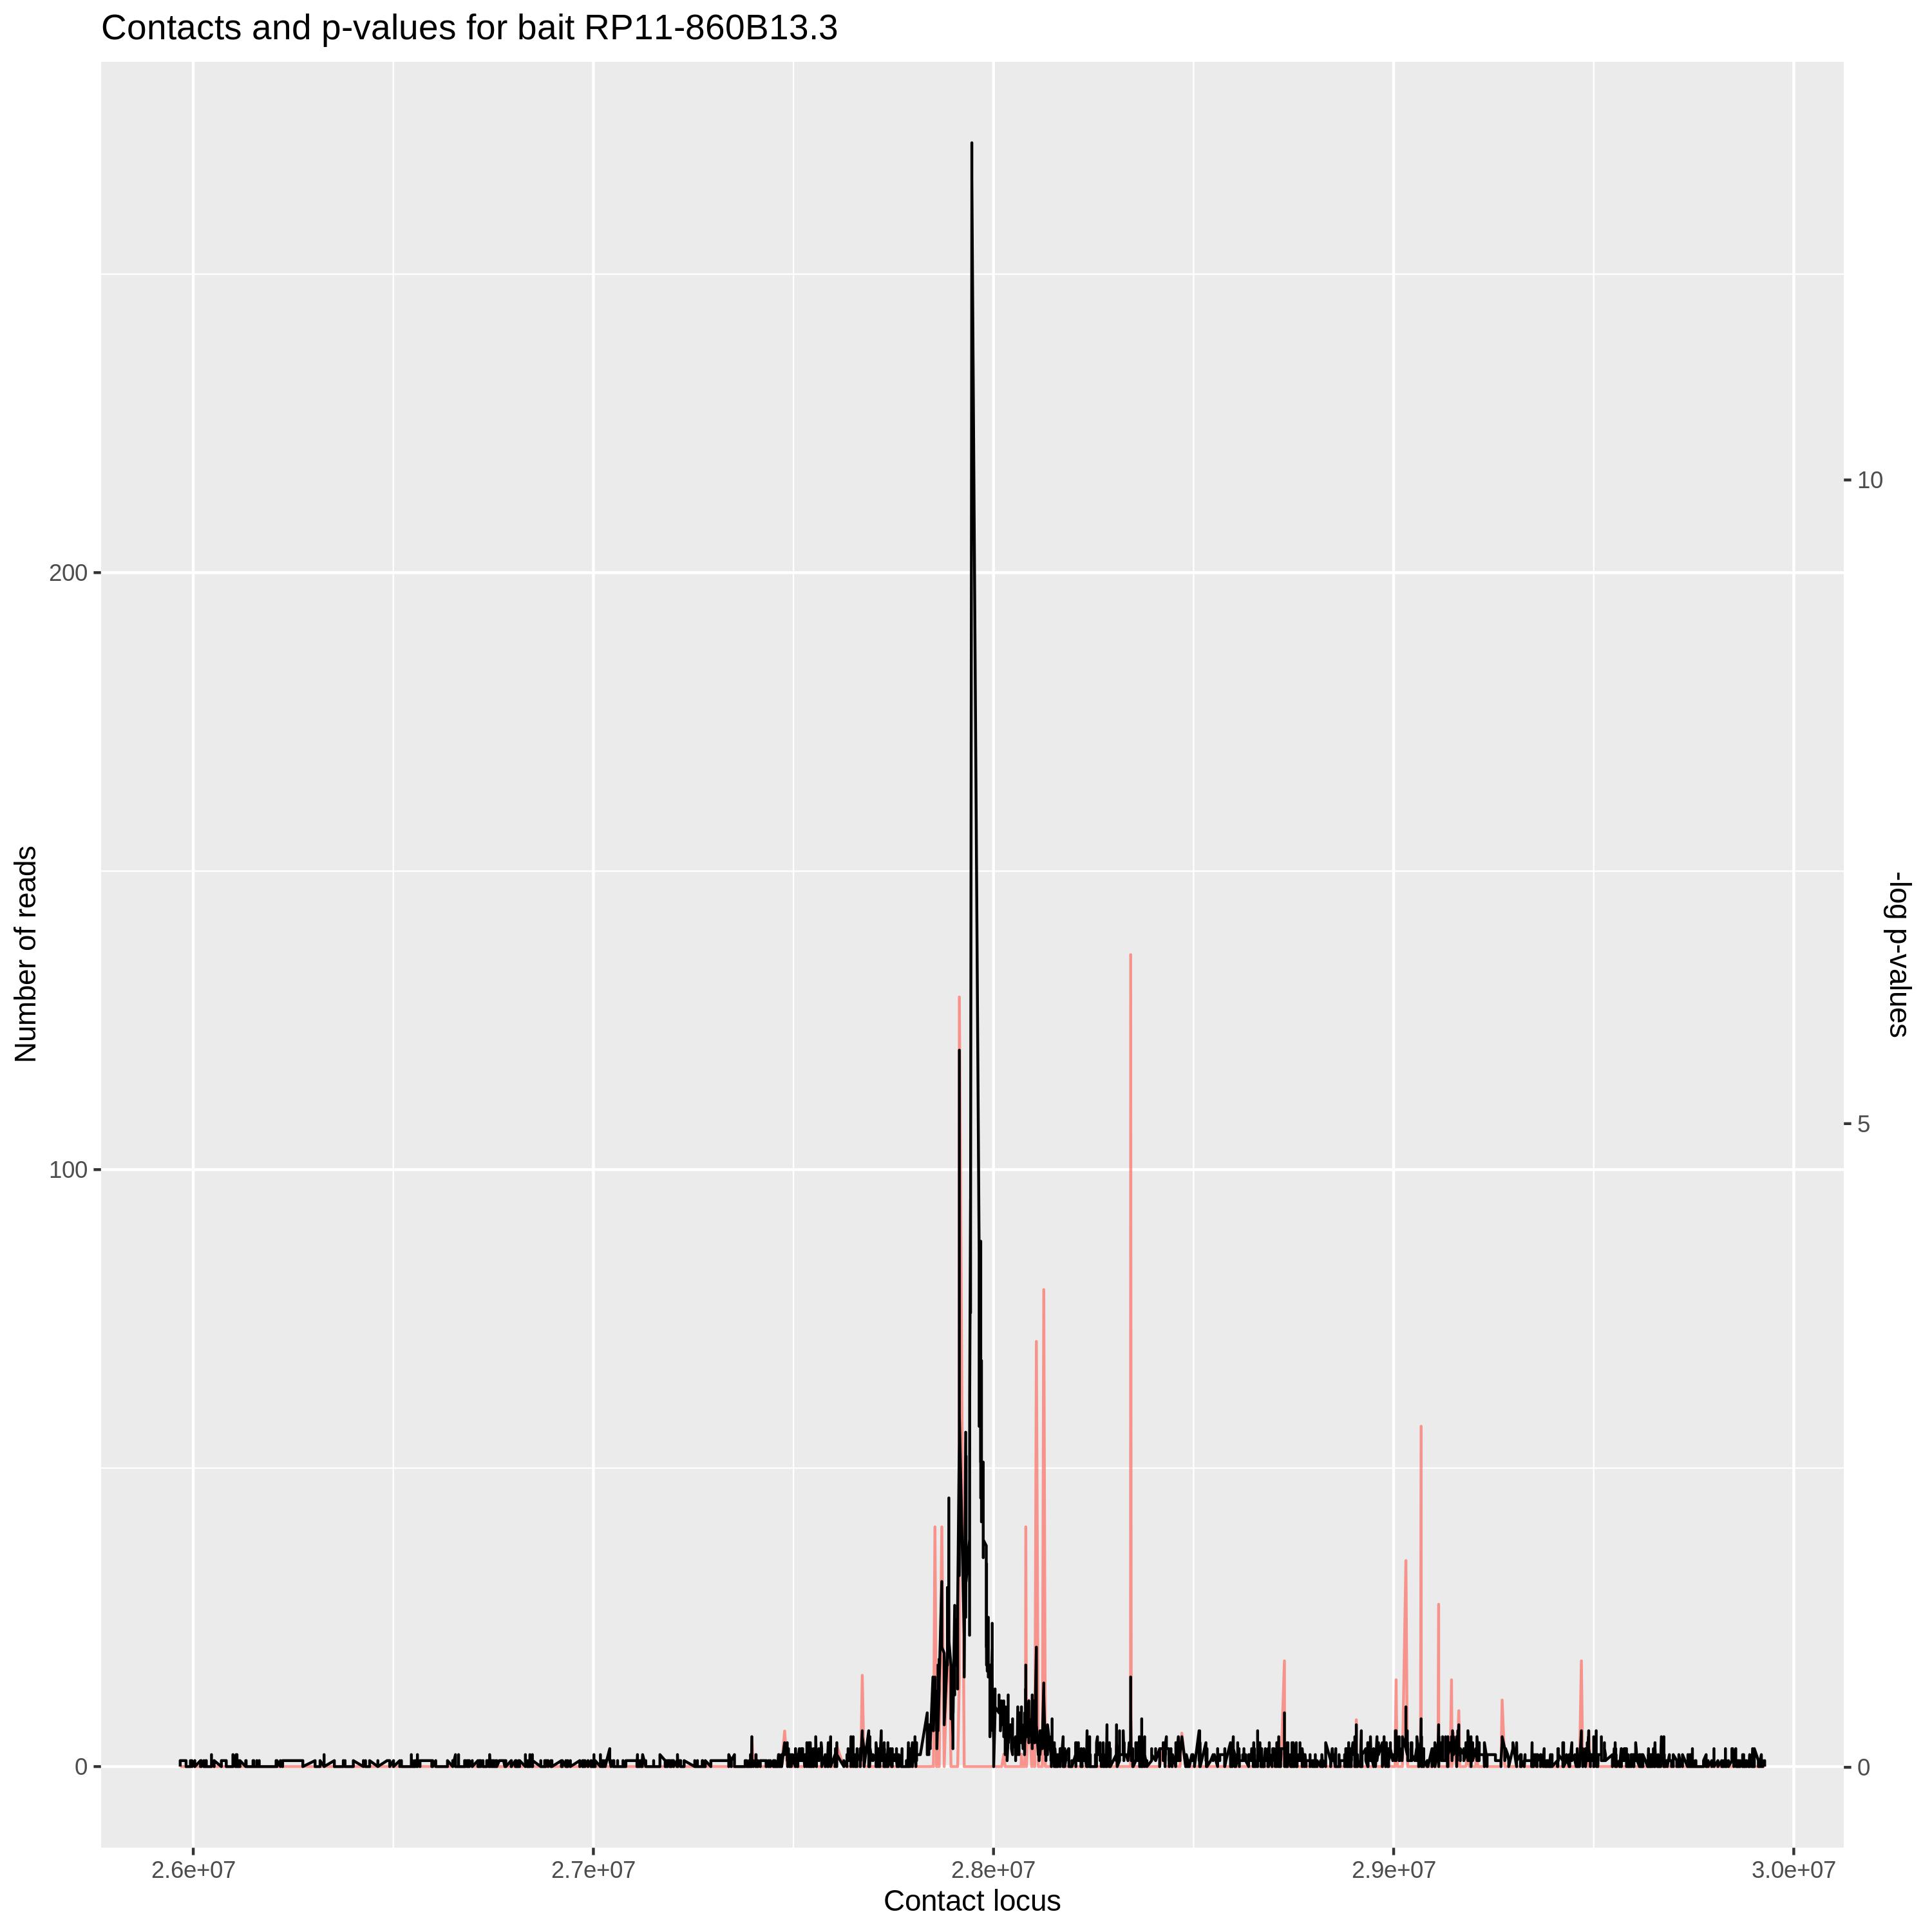 Contacts and p-values for bait RP11-860B13.3
Number of reads
200
100
0
10
5
0
-log p-values
2.6e+07
2.7e+07
2.8e+07
2.9e+07
3.0e+07
Contact locus